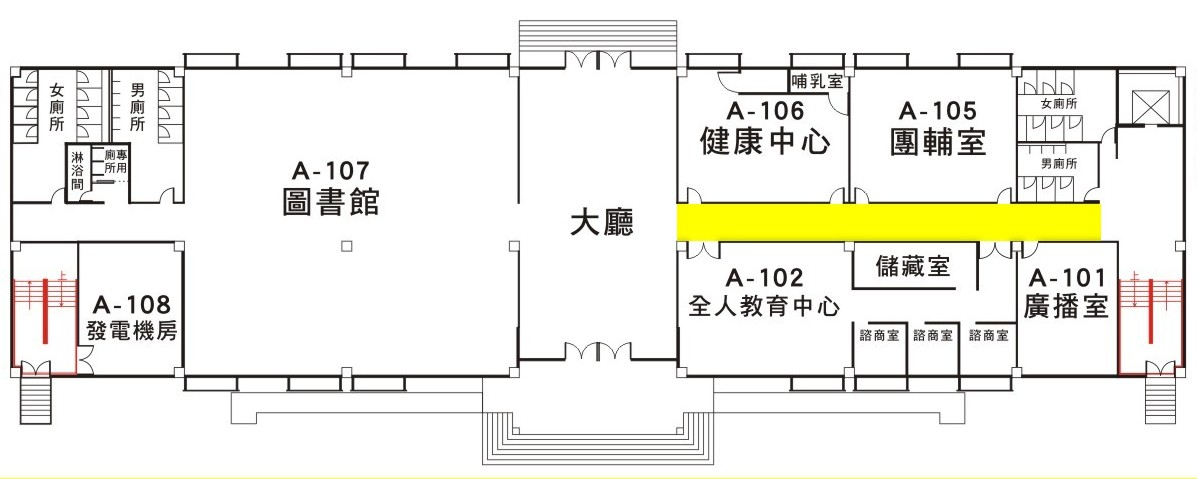 女廁所
男廁所
淋浴間
專用廁所
A-107
圖書館
大廳
哺乳室
A-106
健康中心
A-105
團輔室
女廁所
男廁所
上
A-108
發電機房
A-102
全人教育中心
儲藏室
諮商室
諮商室
諮商室
A-101
廣播室
上